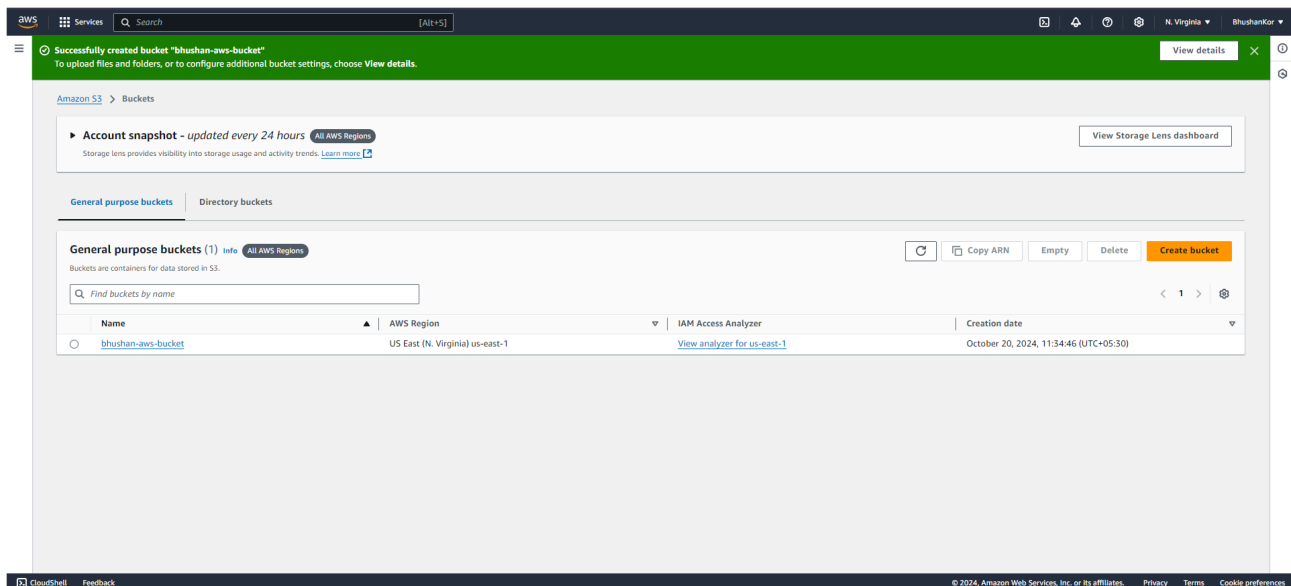 aws
Services
Search [Alt+S]
N. Virginia ▼
BhushanKor ▼
Successfully created bucket "bhushan-aws-bucket"
To upload files and folders, or to configure additional bucket settings, choose View details.
View details
Amazon S3 > Buckets
Account snapshot - updated every 24 hours All AWS Regions
Storage lens provides visibility into storage usage and activity trends. Learn more
View Storage Lens dashboard
General purpose buckets
Directory buckets
General purpose buckets (1) Info All AWS Regions
Buckets are containers for data stored in S3.
Copy ARN
Empty
Delete
Create bucket
Find buckets by name
< 1 >
Name AWS Region IAM Access Analyzer Creation date
bhushan-aws-bucket US East (N. Virginia) us-east-1 View analyzer for us-east-1 October 20, 2024, 11:34:46 (UTC+05:30)
CloudShell Feedback © 2024, Amazon Web Services, Inc. or its affiliates. Privacy Terms Cookie preferences